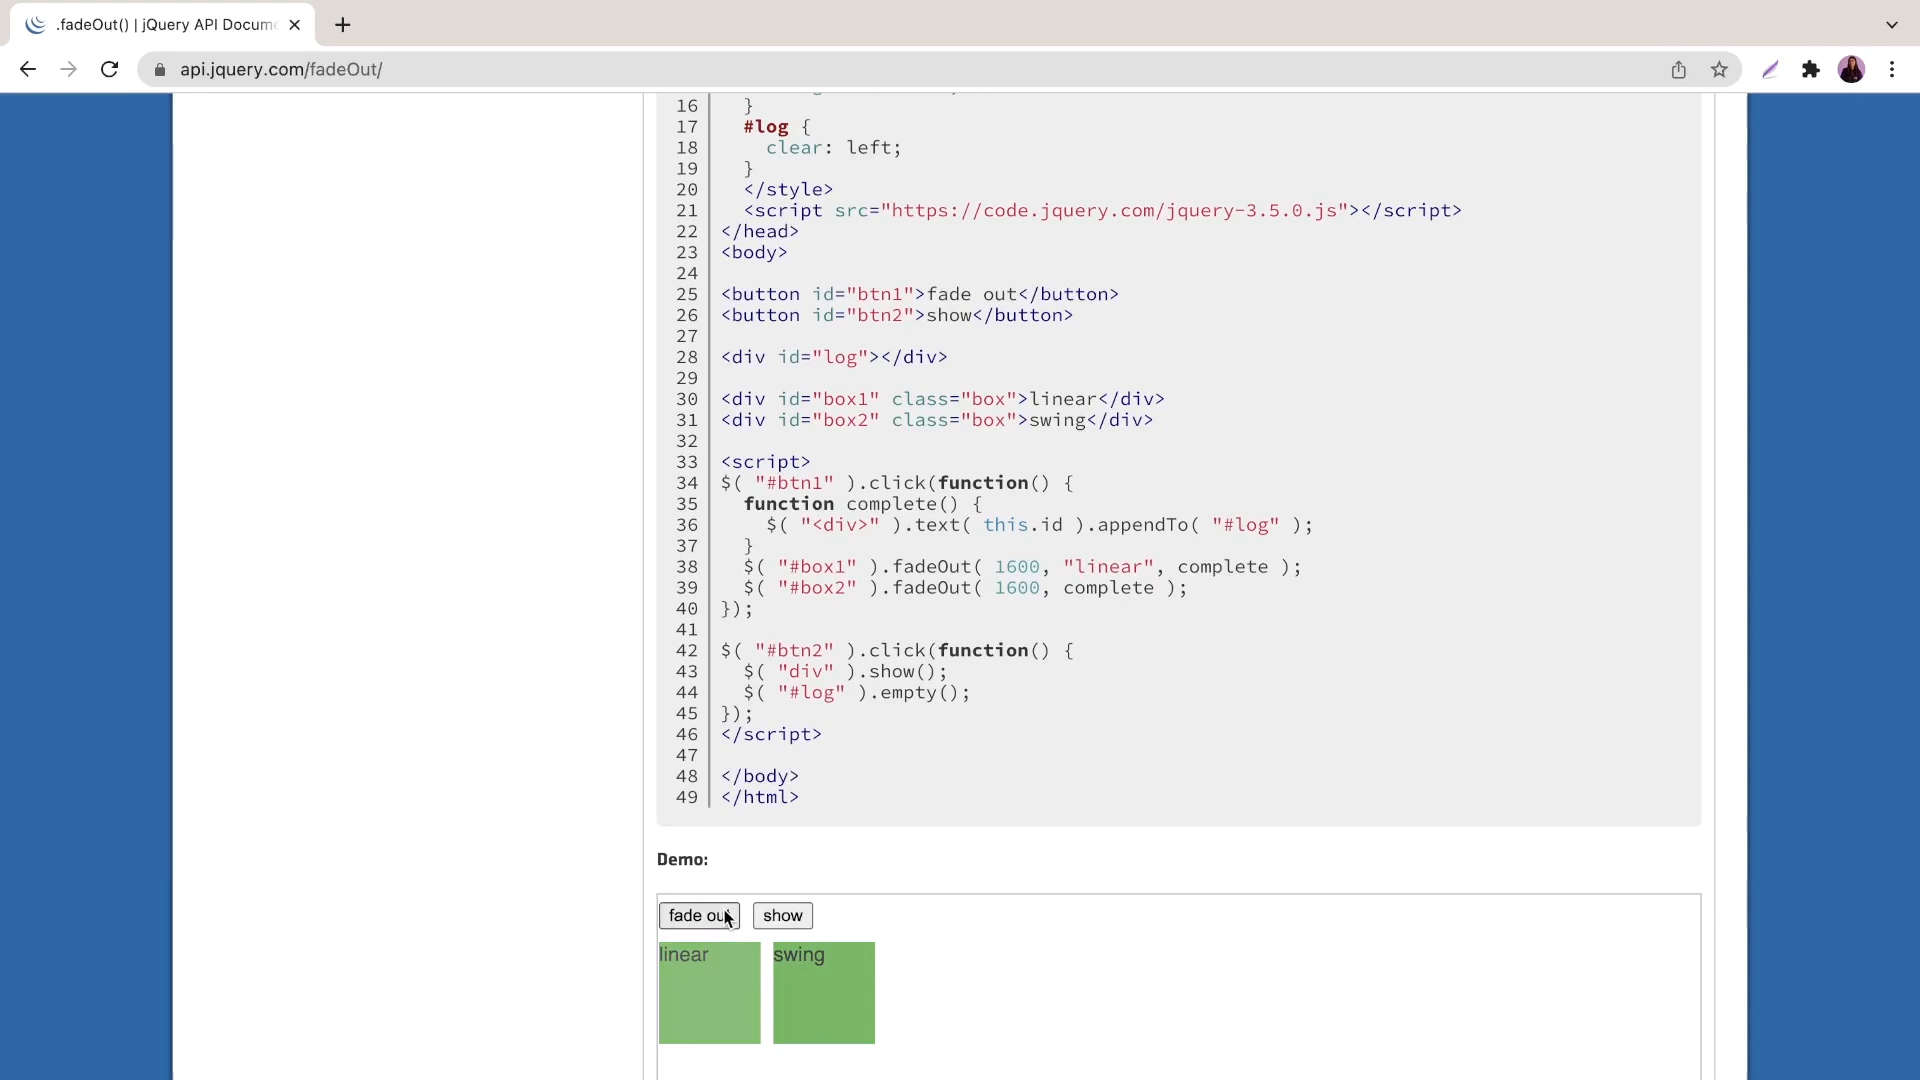 .fadeOut() | jQuery API Docume
api.jquery.com/fadeOut/
16 }
17 #log {
18 clear: left;
19 }
20 </style>
21 <script src="https://code.jquery.com/jquery-3.5.0.js"></script>
22 </head>
23 <body>
24
25 <button id="btn1">fade out</button>
26 <button id="btn2">show</button>
27
28 <div id="log"></div>
29
30 <div id="box1" class="box">linear</div>
31 <div id="box2" class="box">swing</div>
32
33 <script>
34 $( "#btn1" ).click(function() {
35 function complete() {
36 $( "<div>" ).text( this.id ).appendTo( "#log" );
37 }
38 $( "#box1" ).fadeOut( 1600, "linear", complete );
39 $( "#box2" ).fadeOut( 1600, complete );
40 });
41
42 $( "#btn2" ).click(function() {
43 $( "div" ).show();
44 $( "#log" ).empty();
45 });
46 </script>
47
48 </body>
49 </html>
Demo:
fade out show
linear swing